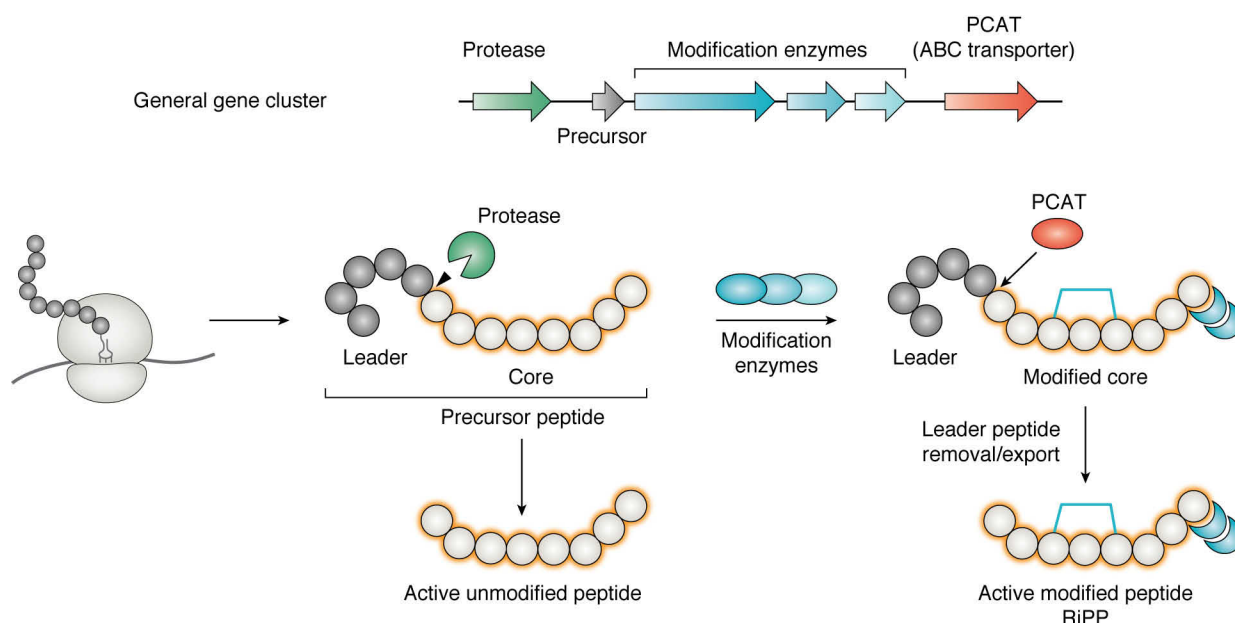 PCAT
(ABC transporter)
Protease
Modification enzymes
General gene cluster
Precursor
Protease
PCAT
Leader
Core
Precursor peptide
Modification
enzymes
Leader
Modified core
Leader peptide
removal/export
Active unmodified peptide
Active modified peptide
RiPP